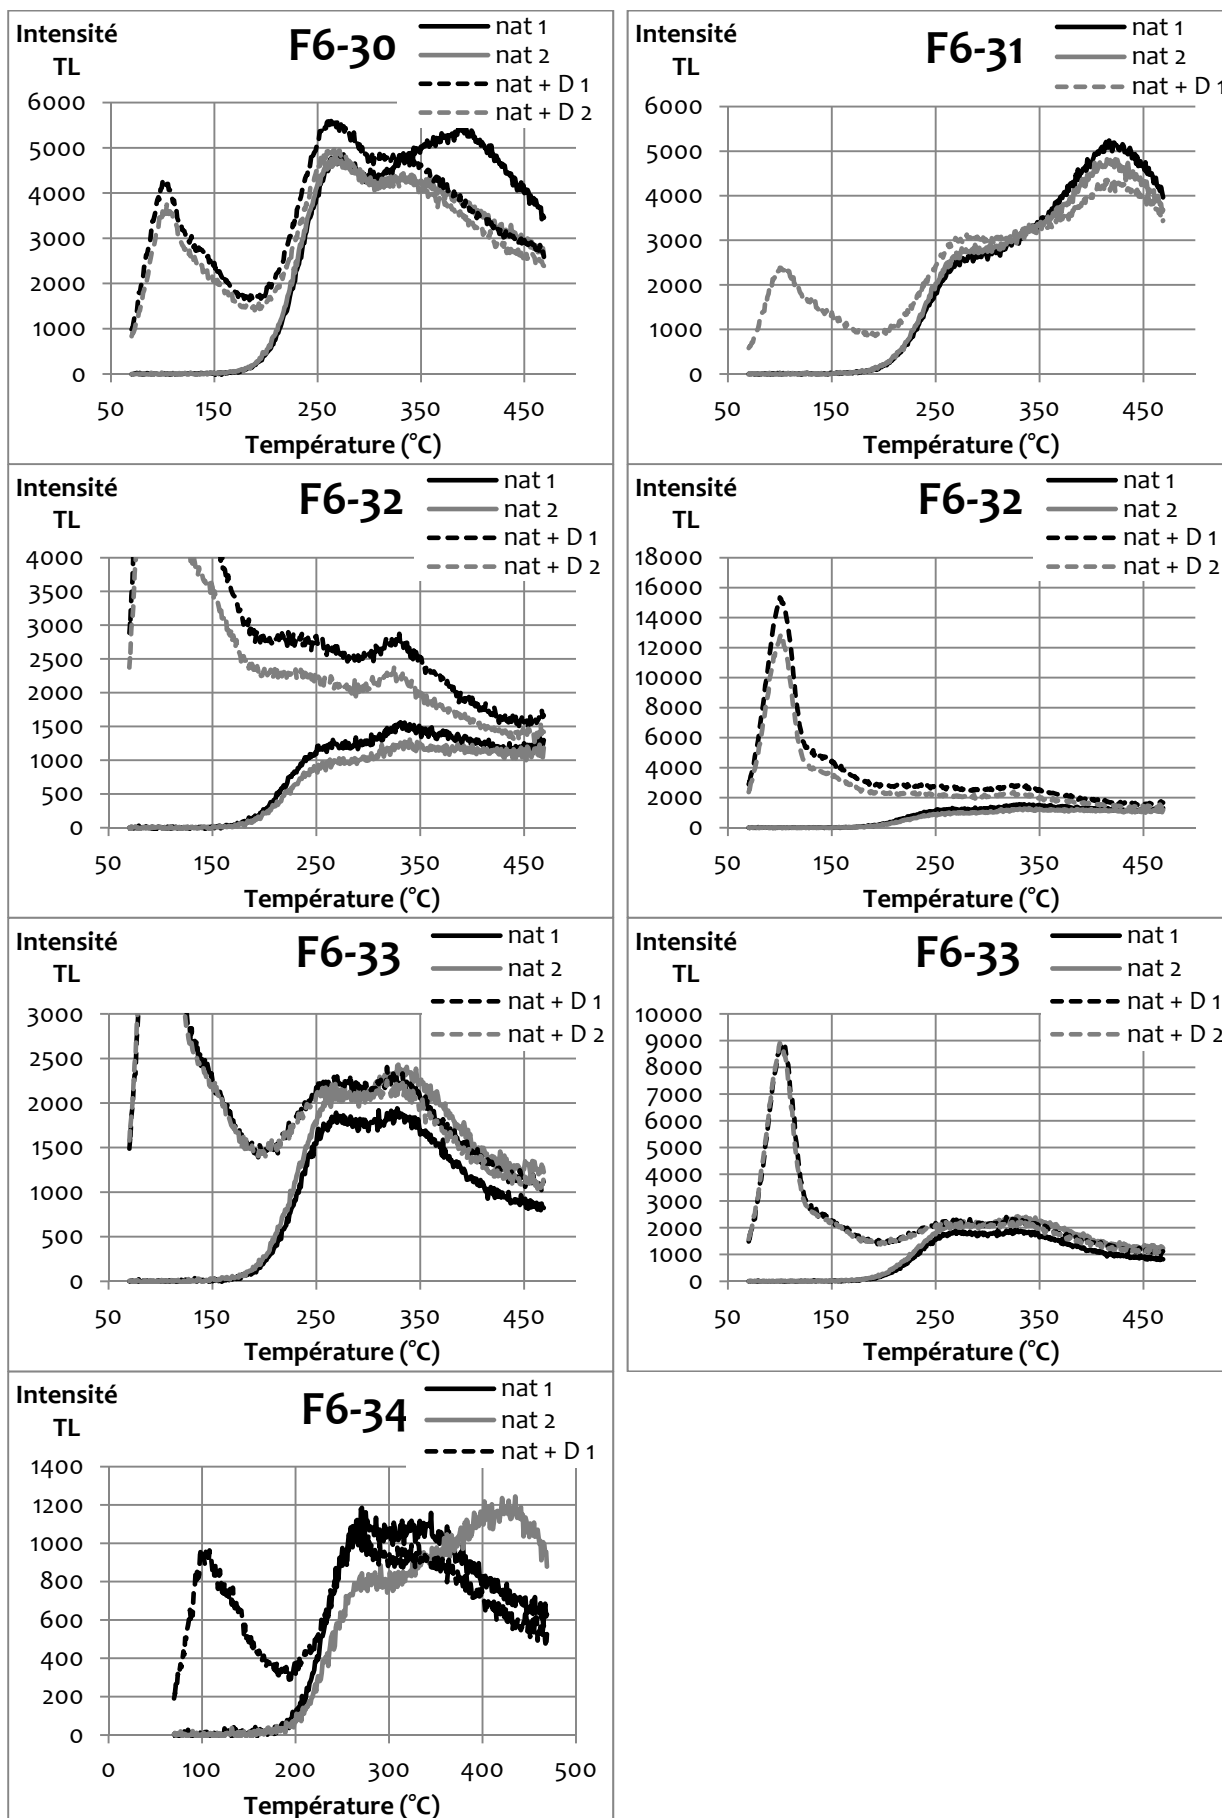 Intensité
TL
F6-30
nat 1
nat 2
nat + D 1
nat + D 2
6000
5000
4000
3000
2000
1000
0
50 150 250 350 450
Température (°C)
Intensité
TL
F6-31
nat 1
nat 2
nat + D 1
6000
5000
4000
3000
2000
1000
0
50 150 250 350 450
Température (°C)
Intensité
TL
F6-32
nat 1
nat 2
nat + D 1
nat + D 2
4000
3500
3000
2500
2000
1500
1000
500
0
50 150 250 350 450
Température (°C)
Intensité
TL
F6-32
nat 1
nat 2
nat + D 1
nat + D 2
18000
16000
14000
12000
10000
8000
6000
4000
2000
0
50 150 250 350 450
Température (°C)
Intensité
TL
F6-33
nat 1
nat 2
nat + D 1
nat + D 2
3000
2500
2000
1500
1000
500
0
50 150 250 350 450
Température (°C)
Intensité
TL
F6-33
nat 1
nat 2
nat + D 1
nat + D 2
10000
9000
8000
7000
6000
5000
4000
3000
2000
1000
0
50 150 250 350 450
Température (°C)
Intensité
TL
F6-34
nat 1
nat 2
nat + D 1
1400
1200
1000
800
600
400
200
0
0 100 200 300 400 500
Température (°C)